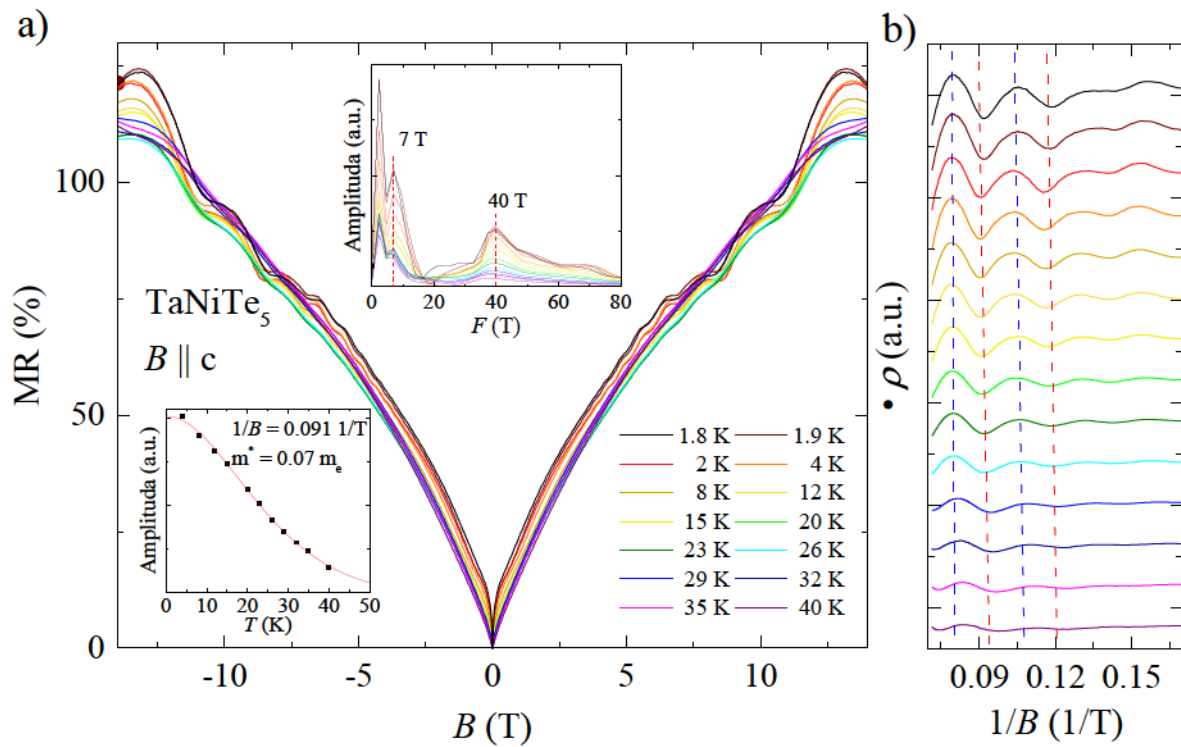 a)
b)
MR (%)
100
50
0
-10
-5
0
5
10
B (T)
TaNiTe5
B || c
Amplituda (a.u.)
7 T
40 T
0
20
40
60
80
F (T)
Amplituda (a.u.)
1/B = 0.091 1/T
m* = 0.07 me
0
10
20
30
40
50
T (K)
1.8 K 1.9 K
2 K 4 K
8 K 12 K
15 K 20 K
23 K 26 K
29 K 32 K
35 K 40 K
• ρ (a.u.)
0.09
0.12
0.15
1/B (1/T)